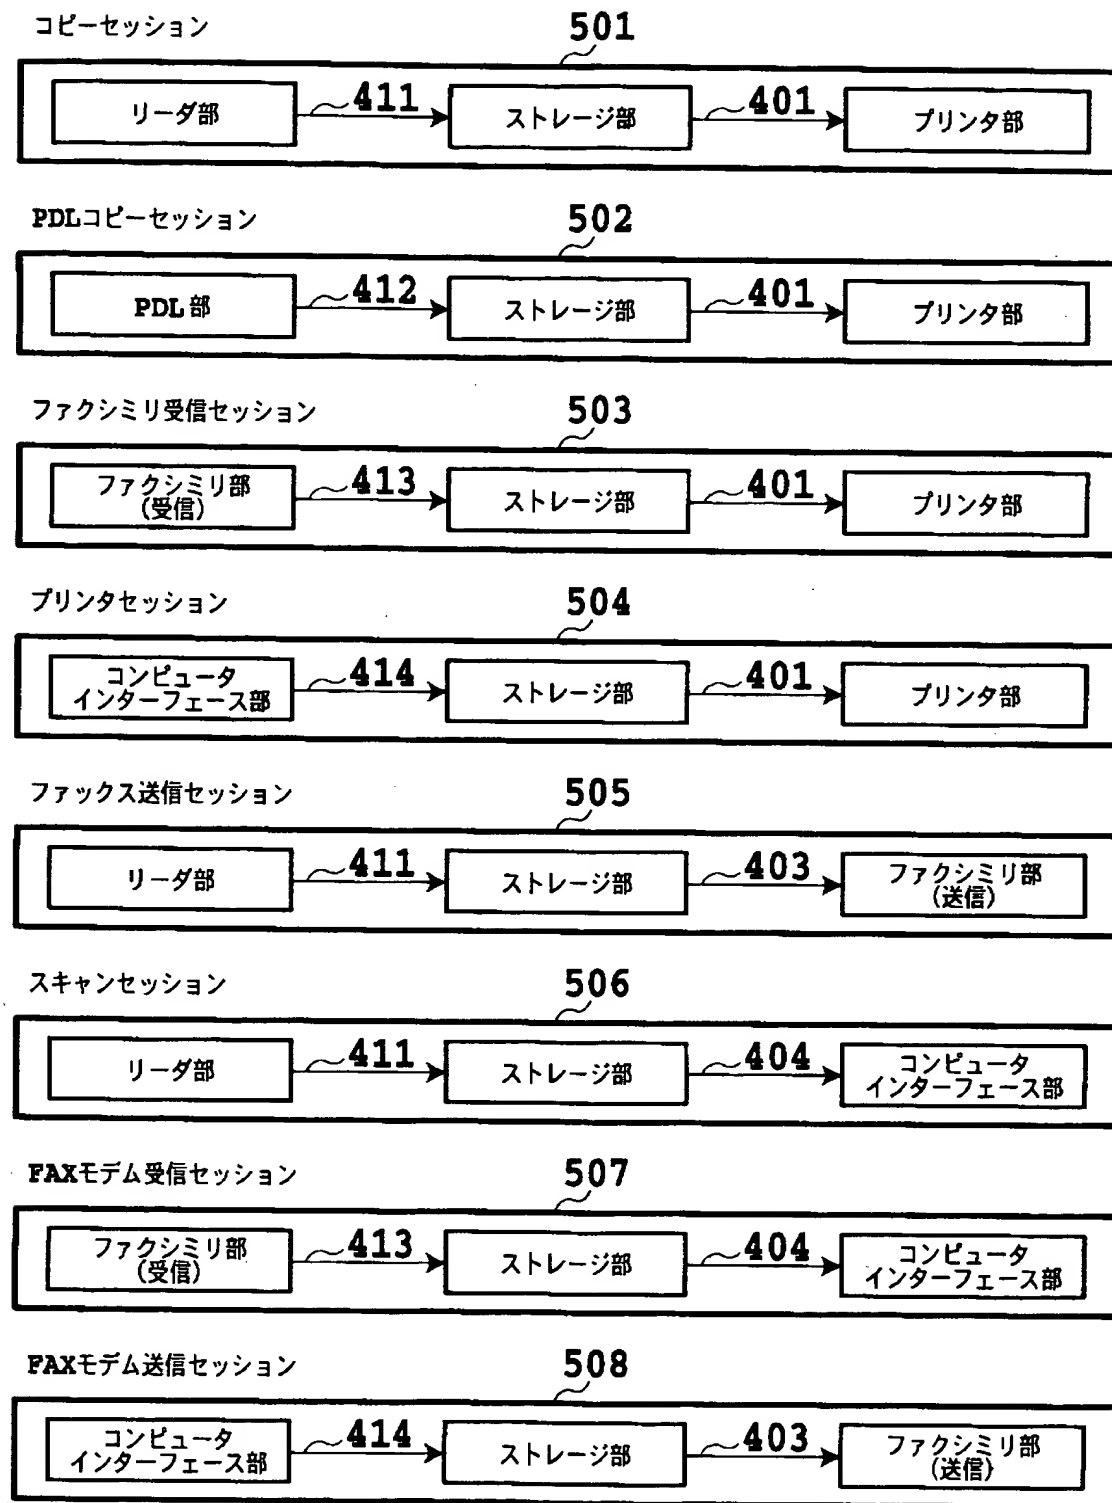 コピーセッション
501
リーダ部
411
ストレージ部
401
プリンタ部
PDLコピーセッション
502
PDL部
412
ストレージ部
401
プリンタ部
ファクシミリ受信セッション
503
ファクシミリ部
(受信)
413
ストレージ部
401
プリンタ部
プリンタセッション
504
コンピュータ
インターフェース部
414
ストレージ部
401
プリンタ部
ファックス送信セッション
505
リーダ部
411
ストレージ部
403
ファクシミリ部
(送信)
スキャンセッション
506
リーダ部
411
ストレージ部
404
コンピュータ
インターフェース部
FAXモデム受信セッション
507
ファクシミリ部
(受信)
413
ストレージ部
404
コンピュータ
インターフェース部
FAXモデム送信セッション
508
コンピュータ
インターフェース部
414
ストレージ部
403
ファクシミリ部
(送信)